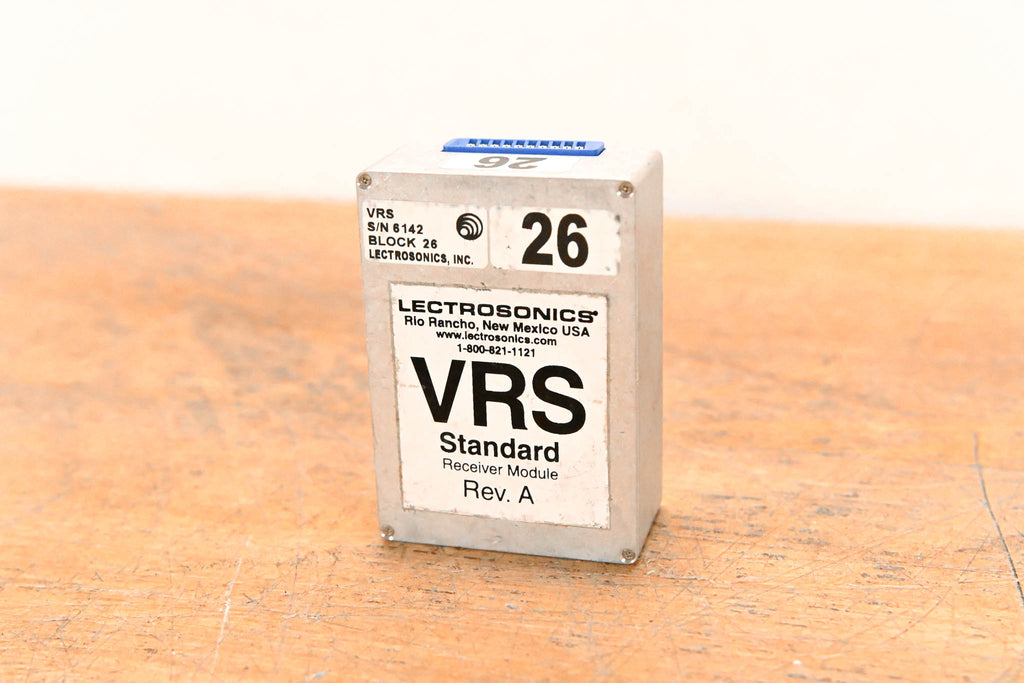 26
VRS
S/N 6142
BLOCK 26
LECTROSONICS, INC.
26
LECTROSONICS®
Rio Rancho, New Mexico USA
www.lectrosonics.com
1-800-821-1121
VRS
Standard
Receiver Module
Rev. A